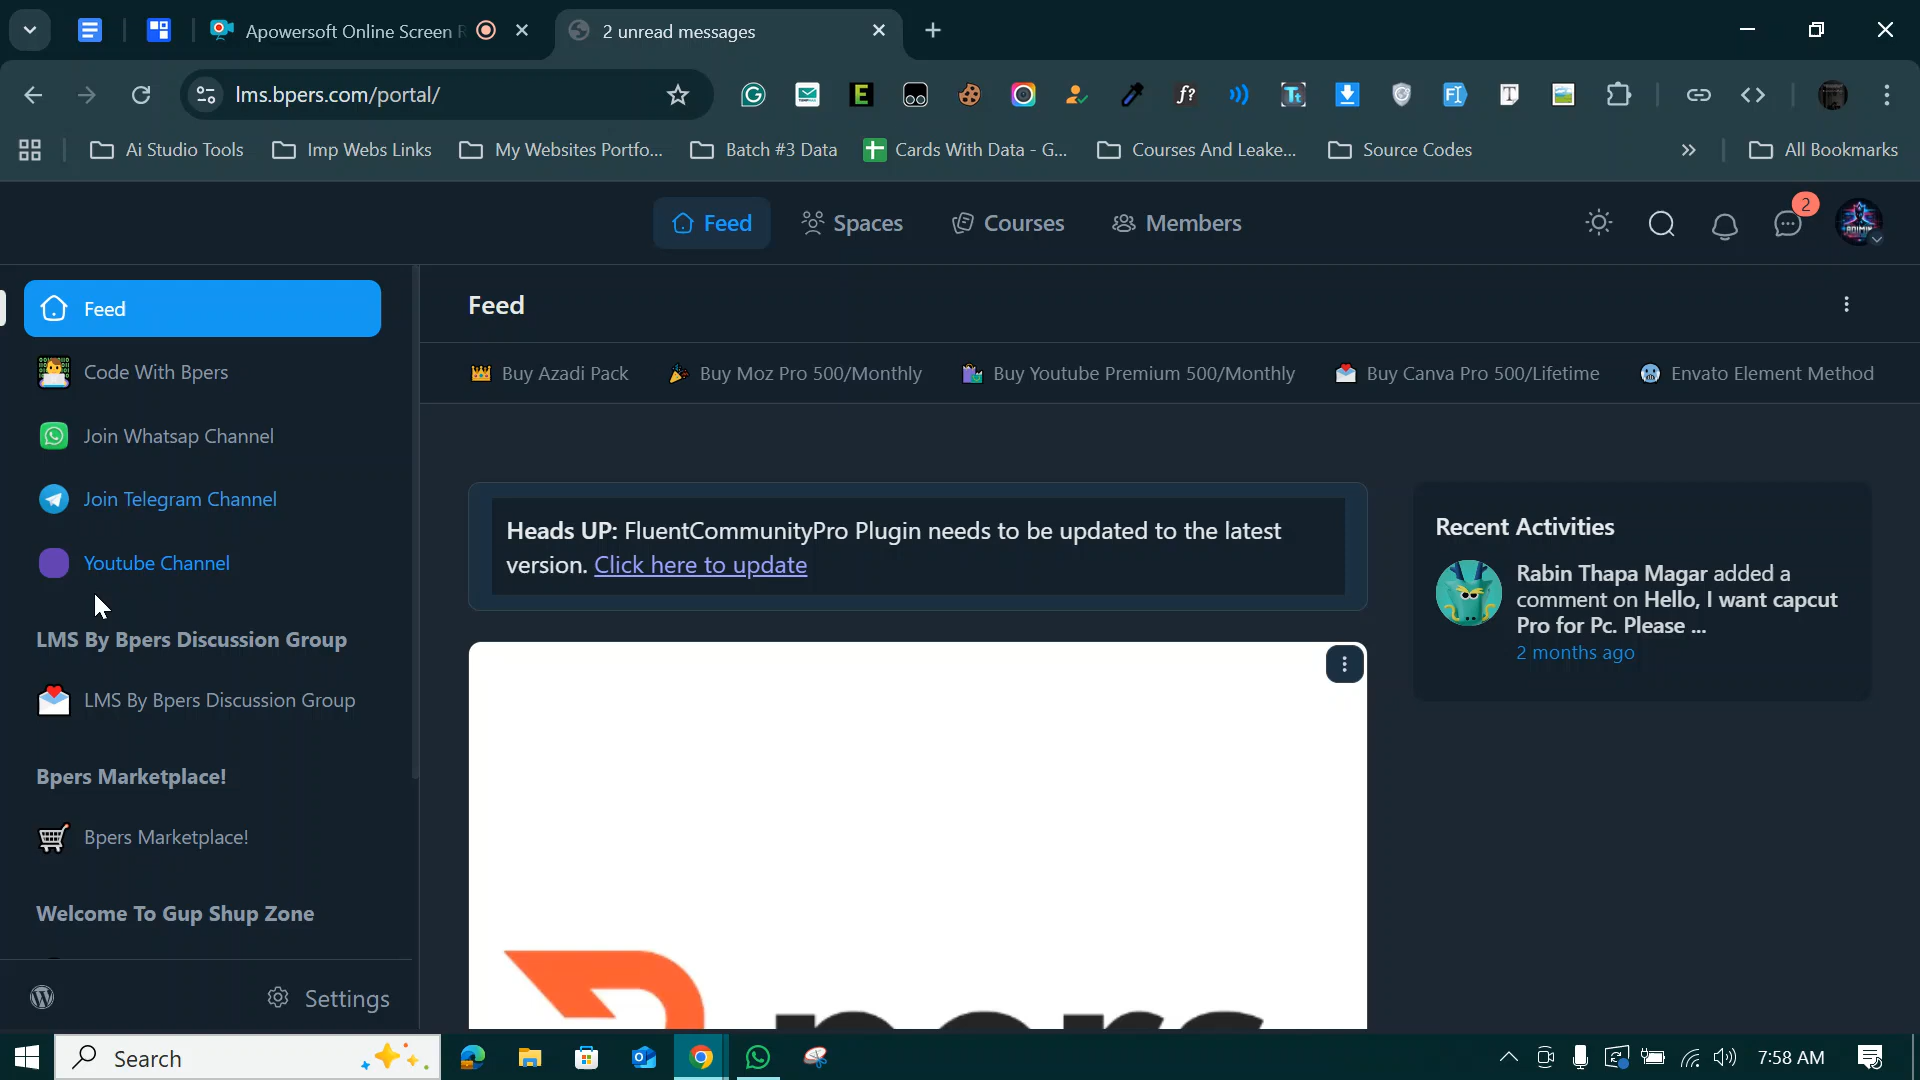 Apowersoft Online Screen R
2 unread messages
lms.bpers.com/portal/
Ai Studio Tools
Imp Webs Links
My Websites Portfo...
Batch #3 Data
Cards With Data - G...
Courses And Leake...
Source Codes
All Bookmarks
Feed
Spaces
Courses
Members
2
Feed
Code With Bpers
Join Whatsap Channel
Join Telegram Channel
Youtube Channel
LMS By Bpers Discussion Group
LMS By Bpers Discussion Group
Bpers Marketplace!
Bpers Marketplace!
Welcome To Gup Shup Zone
Settings
Feed
Buy Azadi Pack
Buy Moz Pro 500/Monthly
Buy Youtube Premium 500/Monthly
Buy Canva Pro 500/Lifetime
Envato Element Method
Heads UP: FluentCommunityPro Plugin needs to be updated to the latest
version. Click here to update
Recent Activities
Rabin Thapa Magar added a
comment on Hello, I want capcut
Pro for Pc. Please ...
2 months ago
Search
7:58 AM